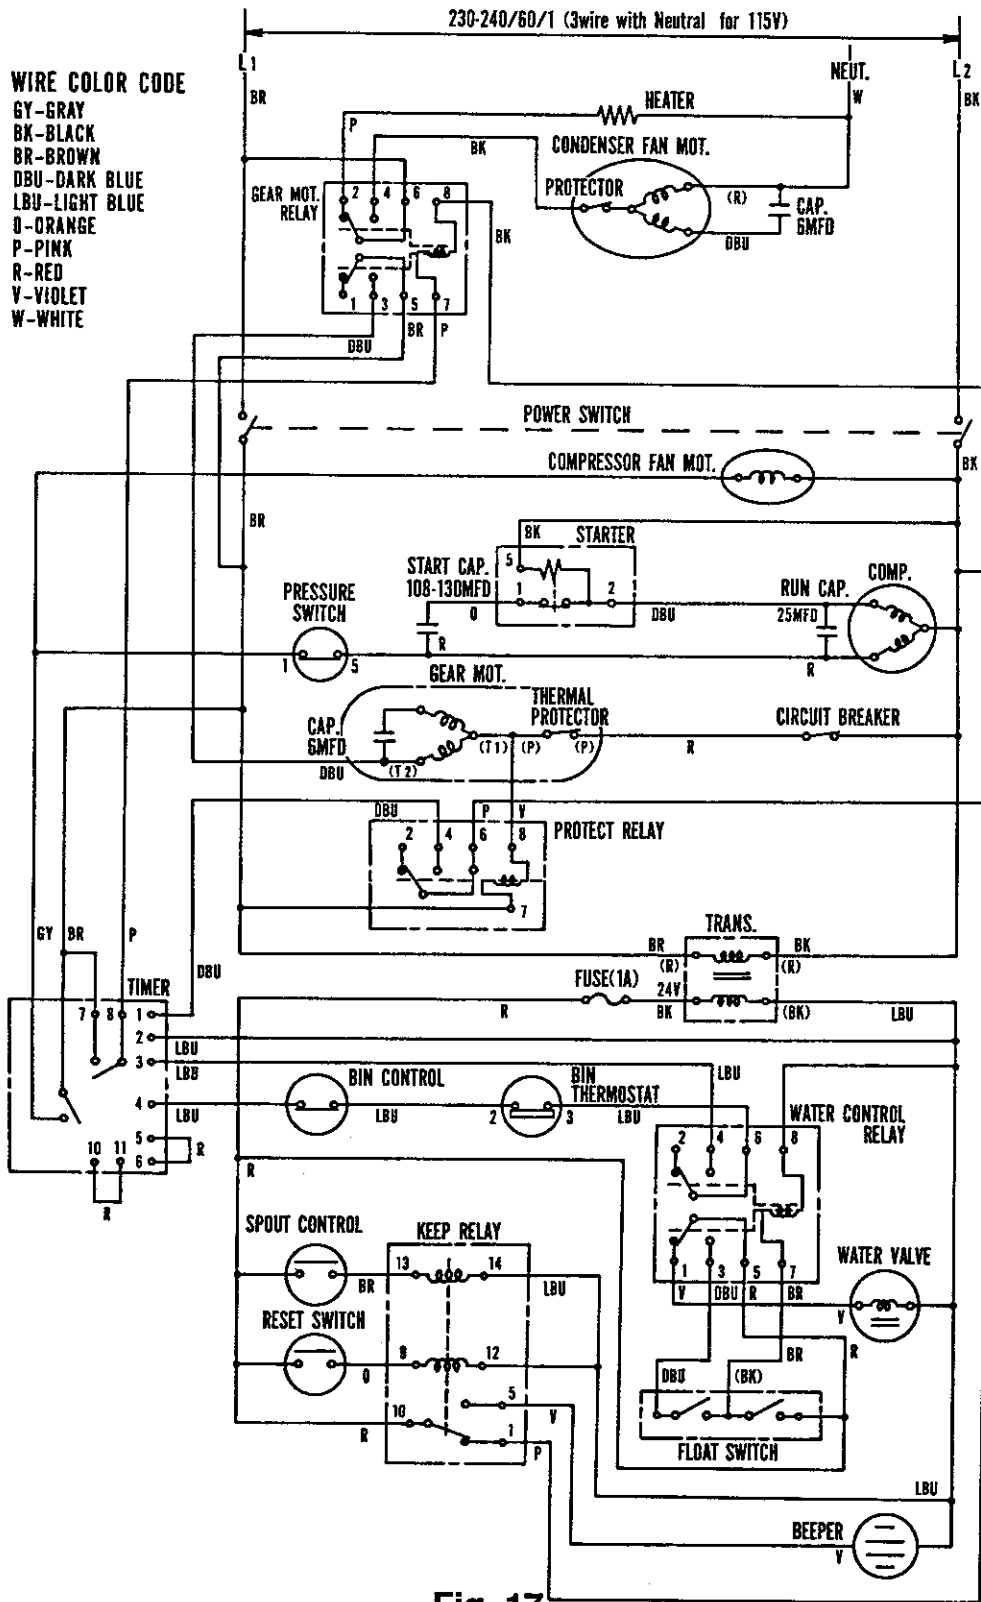 230-240/60/1 (3wire with Neutral for 115V)
L1
NEUT.
L2
WIRE COLOR CODE
GY-GRAY
BK-BLACK
BR-BROWN
DBU-DARK BLUE
LBU-LIGHT BLUE
O-ORANGE
P-PINK
R-RED
V-VIOLET
W-WHITE
BR
W
BK
HEATER
P
BK
CONDENSER FAN MOT.
PROTECTOR
(R)
CAP.
6MFD
DBU
GEAR MOT.
RELAY
2 4 6 8
BK
1 3 5 7
DBU
BR P
POWER SWITCH
COMPRESSOR FAN MOT.
BK
BR
BK
STARTER
5
START CAP.
108-130MFD
1 2
O
DBU
RUN CAP.
25MFD
COMP.
PRESSURE
SWITCH
1 5
R
R
GEAR MOT.
THERMAL
PROTECTOR
CAP.
6MFD
(T1) (P) (P)
R
CIRCUIT BREAKER
DBU
(T2)
DBU
P V
2 4 6 8
PROTECT RELAY
7
GY BR P
DBU
TRANS.
BR
(R)
BK
(R)
FUSE(1A)
24V
R
BK
(BK)
LBU
TIMER
7 8 1
2
LBU
3
LBU
4
LBU
5
6
R
10 11
R
BIN CONTROL
LBU
BIN
THERMOSTAT
2 3
LBU
LBU
WATER CONTROL
RELAY
2 4 6 8
R
1 3 5 7
V DBU R BR
WATER VALVE
V
SPOUT CONTROL
KEEP RELAY
13 14
BR
LBU
RESET SWITCH
9 12
O
BR
R
DBU
(BK)
5
V
10
R
1
P
FLOAT SWITCH
LBU
BEEPER
V
Fig. 17